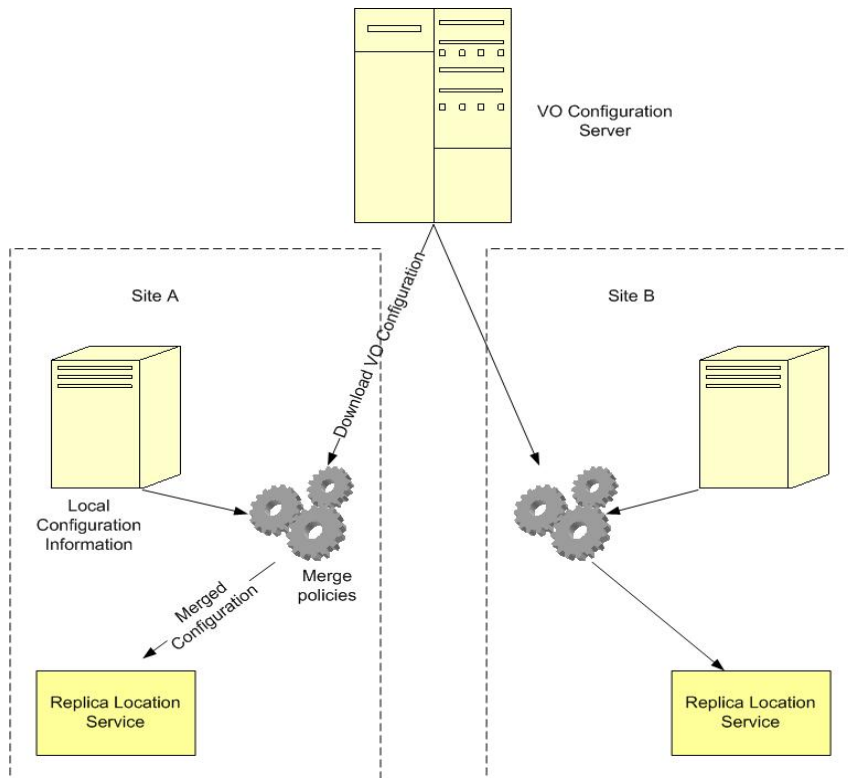 VO Configuration
Server
Site A
Site B
Download VO Configuration
Local
Configuration
Information
Merge
policies
Merged
Configuration
Replica Location
Service
Replica Location
Service